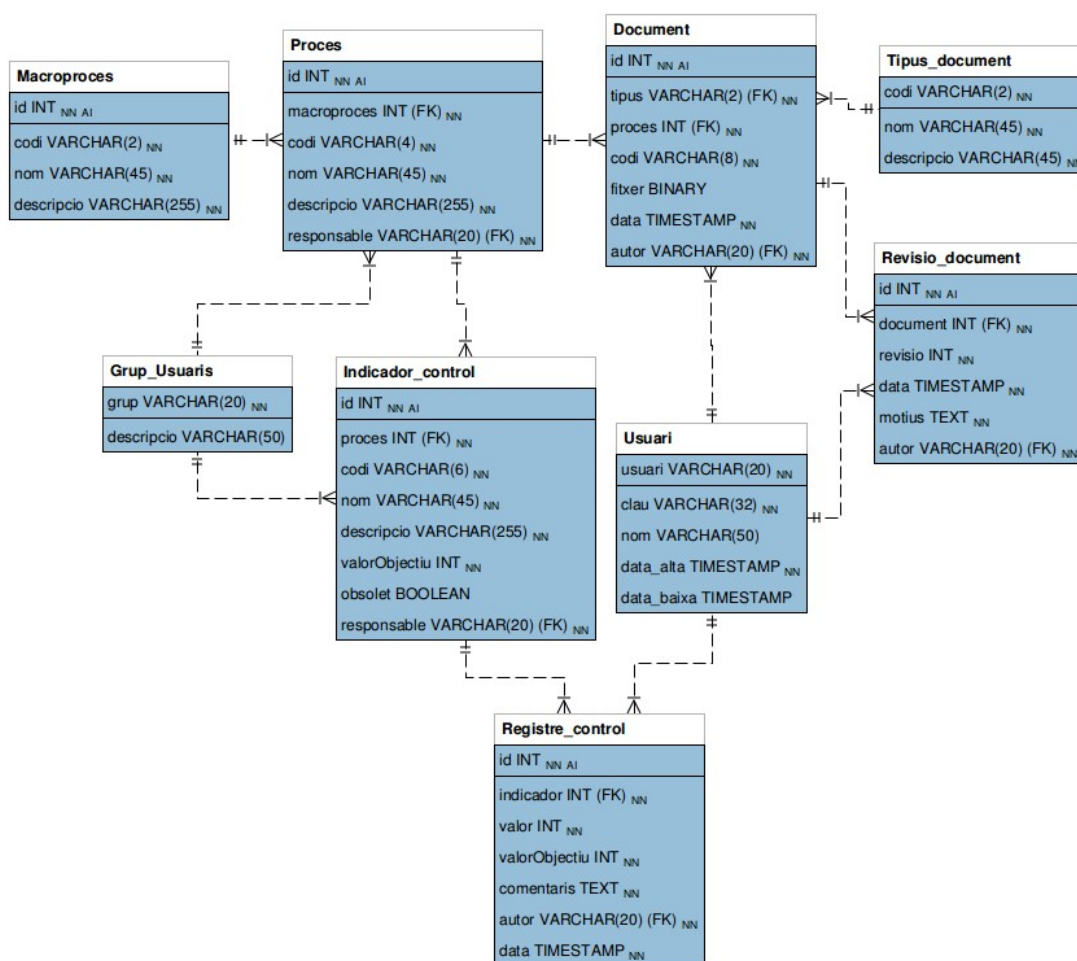 Macroproces
id INT NN AI
codi VARCHAR(2) NN
nom VARCHAR(45) NN
descripcio VARCHAR(255) NN
Proces
id INT NN AI
macroproces INT (FK) NN
codi VARCHAR(4) NN
nom VARCHAR(45) NN
descripcio VARCHAR(255) NN
responsable VARCHAR(20) (FK) NN
Document
id INT NN AI
tipus VARCHAR(2) (FK) NN
proces INT (FK) NN
codi VARCHAR(8) NN
fitxer BINARY
data TIMESTAMP NN
autor VARCHAR(20) (FK) NN
Tipus_document
codi VARCHAR(2) NN
nom VARCHAR(45) NN
descripcio VARCHAR(45) NN
Revisio_document
id INT NN AI
document INT (FK) NN
revisio INT NN
data TIMESTAMP NN
motius TEXT NN
autor VARCHAR(20) (FK) NN
Grup_Usuaris
grup VARCHAR(20) NN
descripcio VARCHAR(50)
Indicador_control
id INT NN AI
proces INT (FK) NN
codi VARCHAR(6) NN
nom VARCHAR(45) NN
descripcio VARCHAR(255) NN
valorObjectiu INT NN
obsolet BOOLEAN
responsable VARCHAR(20) (FK) NN
Usuari
usuari VARCHAR(20) NN
clau VARCHAR(32) NN
nom VARCHAR(50)
data_alta TIMESTAMP NN
data_baixa TIMESTAMP
Registre_control
id INT NN AI
indicador INT (FK) NN
valor INT NN
valorObjectiu INT NN
comentaris TEXT NN
autor VARCHAR(20) (FK) NN
data TIMESTAMP NN